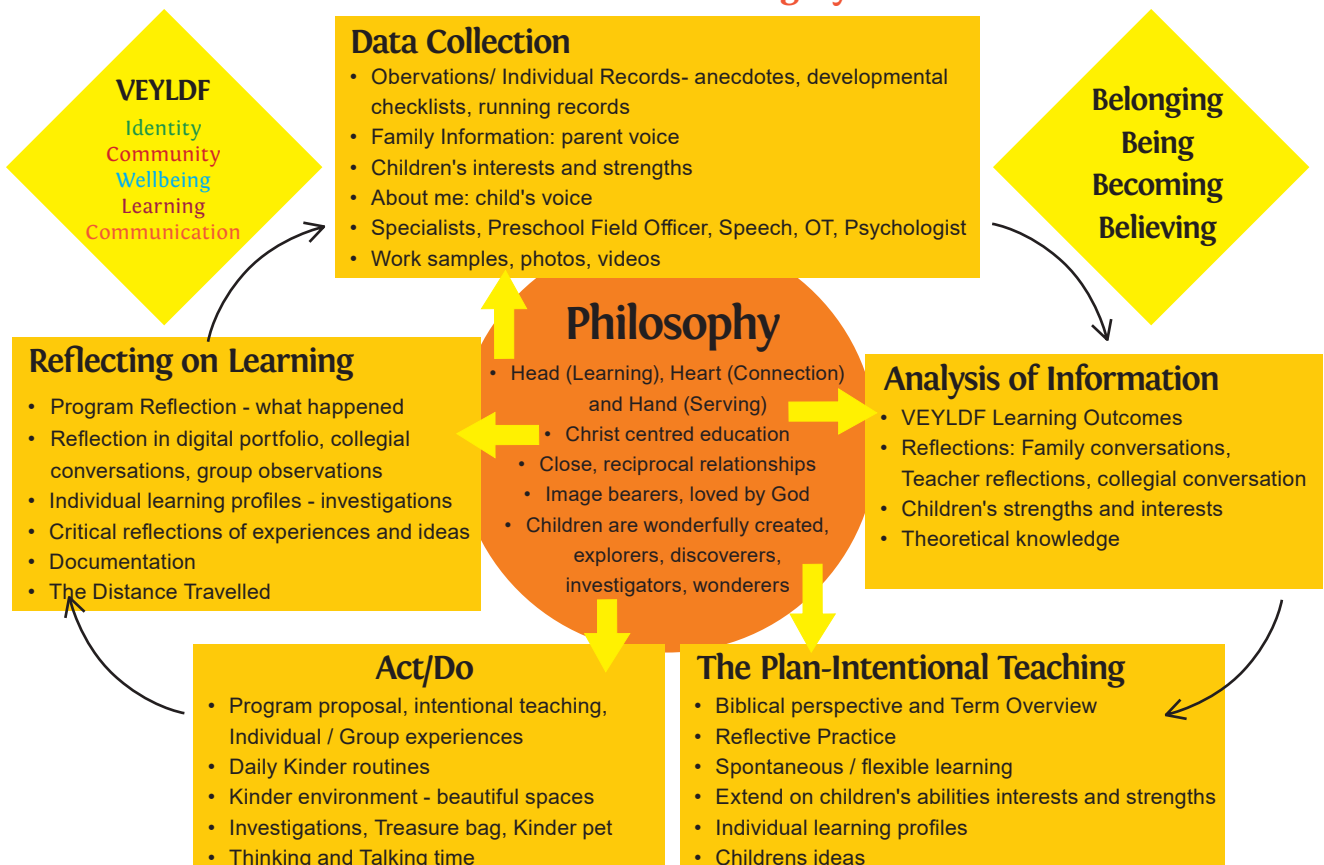 VEYLDF
Identity
Community
Wellbeing
Learning
Communication
Data Collection
• Obervations/ Individual Records- anecdotes, developmental
checklists, running records
• Family Information: parent voice
• Children's interests and strengths
• About me: child's voice
• Specialists, Preschool Field Officer, Speech, OT, Psychologist
• Work samples, photos, videos
Belonging
Being
Becoming
Believing
Reflecting on Learning
• Program Reflection - what happened
• Reflection in digital portfolio, collegial
conversations, group observations
• Individual learning profiles - investigations
• Critical reflections of experiences and ideas
• Documentation
• The Distance Travelled
Philosophy
• Head (Learning), Heart (Connection)
and Hand (Serving)
• Christ centred education
• Close, reciprocal relationships
• Image bearers, loved by God
• Children are wonderfully created,
explorers, discoverers,
investigators, wonderers
Analysis of Information
• VEYLDF Learning Outcomes
• Reflections: Family conversations,
Teacher reflections, collegial conversation
• Children's strengths and interests
• Theoretical knowledge
Act/Do
• Program proposal, intentional teaching,
Individual / Group experiences
• Daily Kinder routines
• Kinder environment - beautiful spaces
• Investigations, Treasure bag, Kinder pet
• Thinking and Talking time
The Plan-Intentional Teaching
• Biblical perspective and Term Overview
• Reflective Practice
• Spontaneous / flexible learning
• Extend on children's abilities interests and strengths
• Individual learning profiles
• Childrens ideas